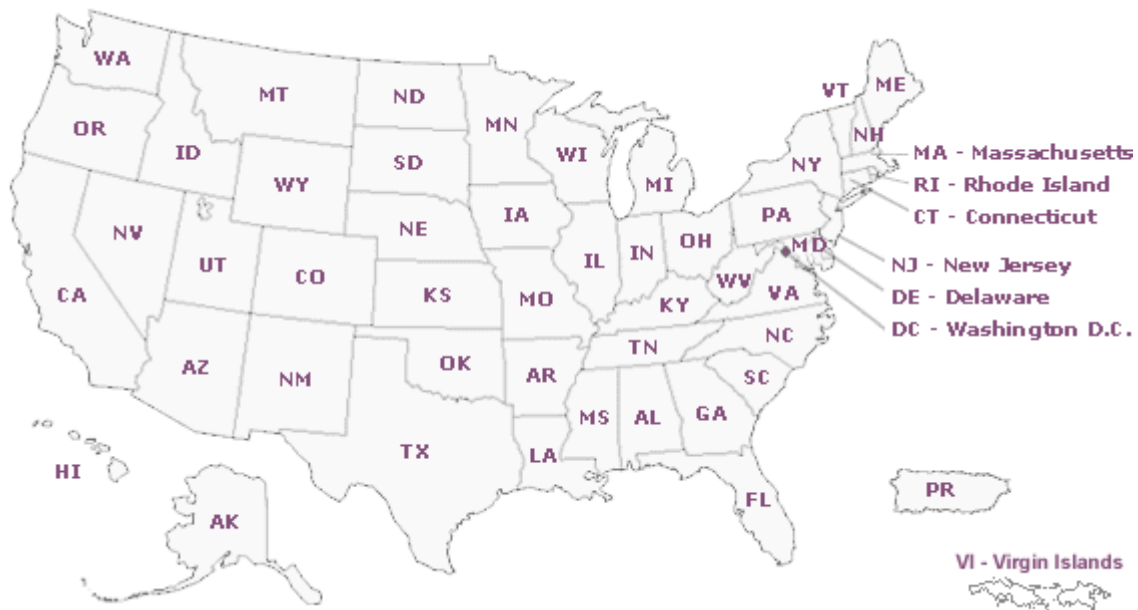 WA
MT
ND
MN
VT
ME
OR
ID
SD
WI
NH
WY
MI
NY
MA - Massachusetts
RI - Rhode Island
CT - Connecticut
NV
NE
IA
PA
UT
CO
IL
IN
OH
MD
NJ - New Jersey
CA
KS
MO
WV
VA
DE - Delaware
KY
DC - Washington D.C.
TN
NC
AZ
NM
OK
AR
SC
MS
AL
GA
TX
LA
HI
FL
PR
AK
VI - Virgin Islands